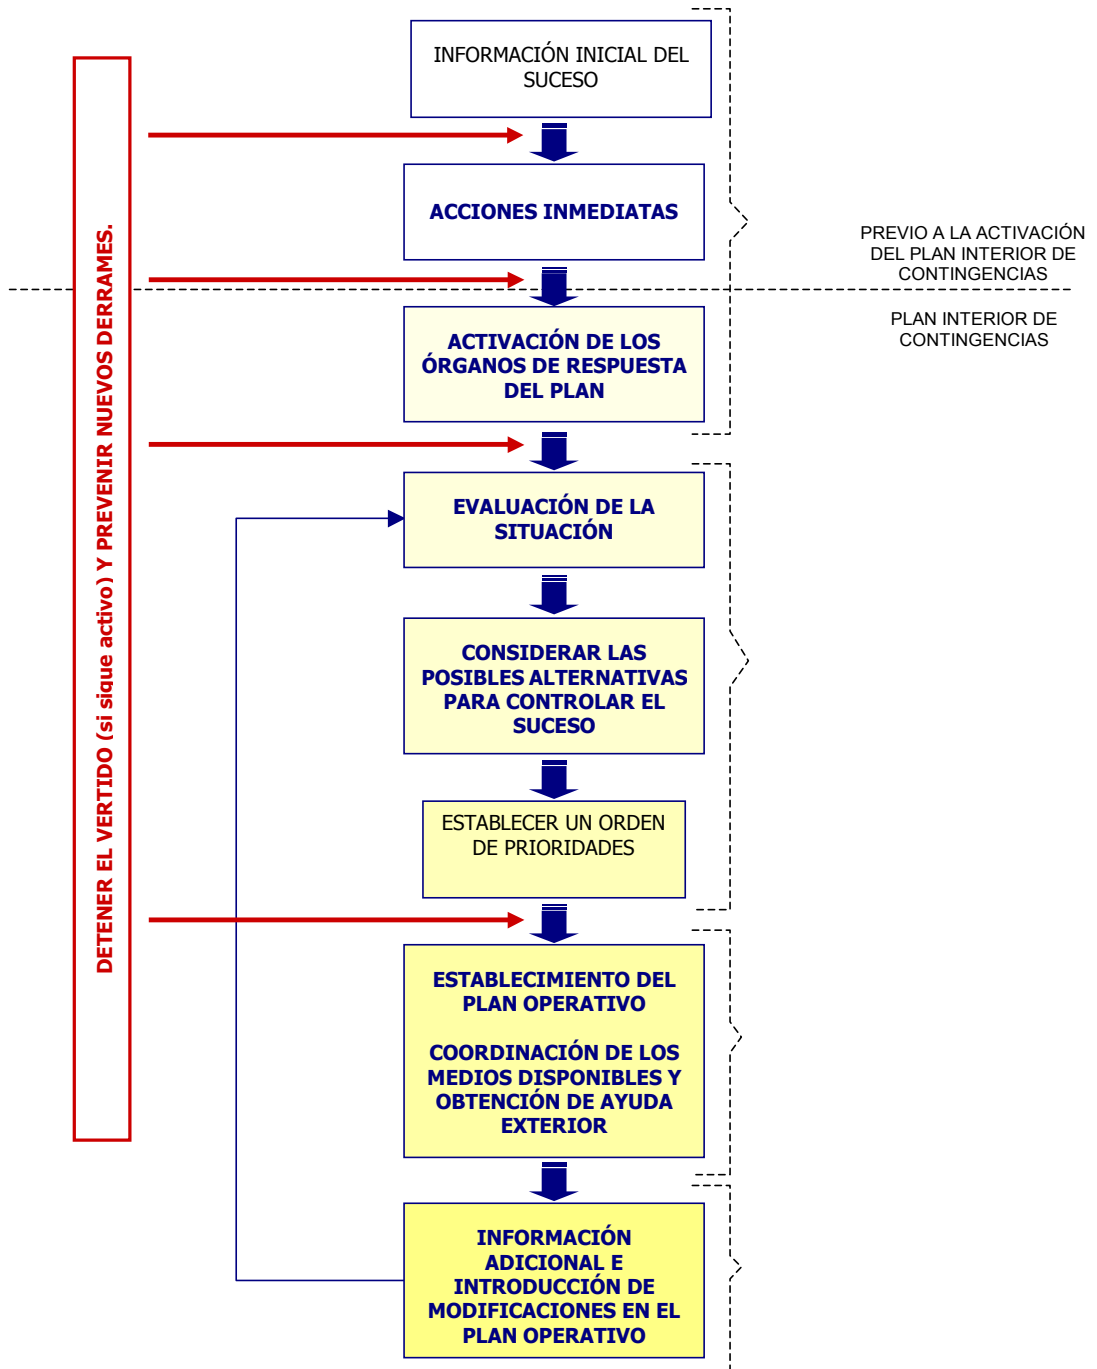 INFORMACIÓN INICIAL DEL
SUCESO
ACCIONES INMEDIATAS
PREVIO A LA ACTIVACIÓN
DEL PLAN INTERIOR DE
CONTINGENCIAS
PLAN INTERIOR DE
CONTINGENCIAS
ACTIVACIÓN DE LOS
ÓRGANOS DE RESPUESTA
DEL PLAN
DETENER EL VERTIDO (si sigue activo) Y PREVENIR NUEVOS DERRAMES.
EVALUACIÓN DE LA
SITUACIÓN
CONSIDERAR LAS
POSIBLES ALTERNATIVAS
PARA CONTROLAR EL
SUCESO
ESTABLECER UN ORDEN
DE PRIORIDADES
ESTABLECIMIENTO DEL
PLAN OPERATIVO
COORDINACIÓN DE LOS
MEDIOS DISPONIBLES Y
OBTENCIÓN DE AYUDA
EXTERIOR
INFORMACIÓN
ADICIONAL E
INTRODUCCIÓN DE
MODIFICACIONES EN EL
PLAN OPERATIVO